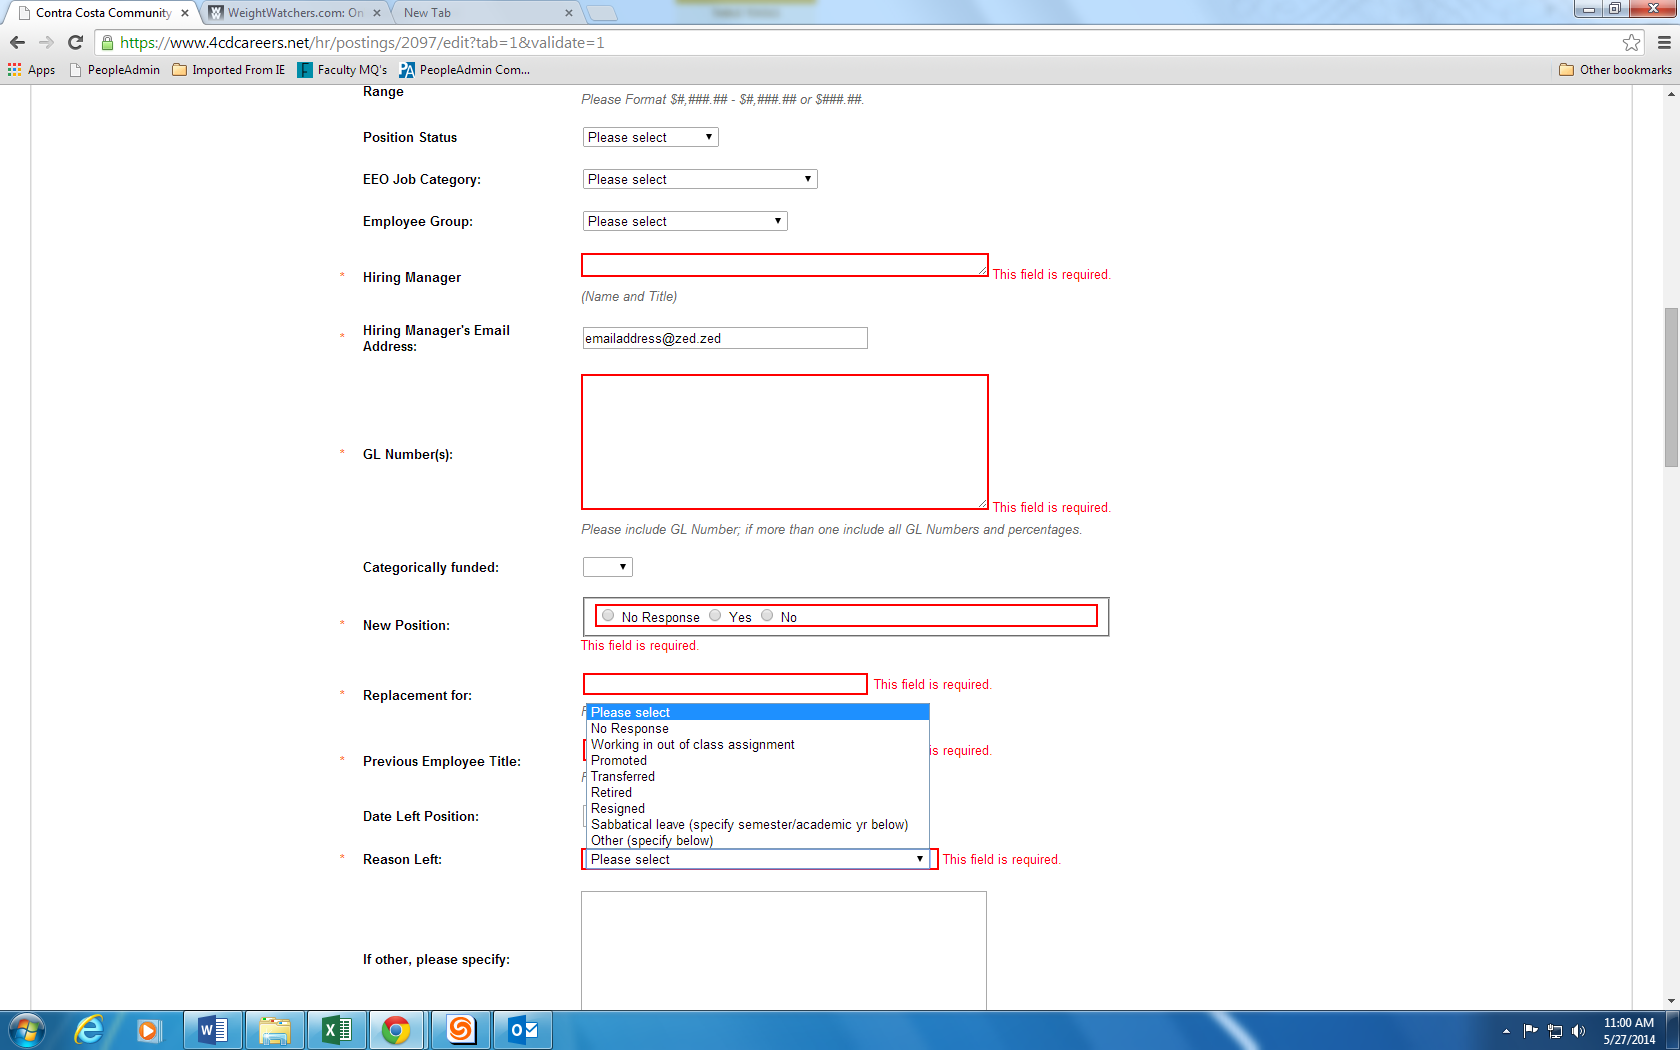 Contra Costa Community
WeightWatchers.com: On
New Tab
https://www.4cdcareers.net/hr/postings/2097/edit?tab=1&validate=1
Apps
PeopleAdmin
Imported From IE
Faculty MQ's
PeopleAdmin Com...
Other bookmarks
Range
Please Format $#,###.## - $#,###.## or $###.##.
Position Status
Please select
EEO Job Category:
Please select
Employee Group:
Please select
* Hiring Manager
This field is required.
(Name and Title)
* Hiring Manager's Email
Address:
emailaddress@zed.zed
* GL Number(s):
This field is required.
Please include GL Number; if more than one include all GL Numbers and percentages.
Categorically funded:
* New Position:
No Response Yes No
This field is required.
* Replacement for:
This field is required.
Please select
No Response
Working in out of class assignment
* Previous Employee Title:
is required.
Promoted
Transferred
Retired
Resigned
Date Left Position:
Sabbatical leave (specify semester/academic yr below)
Other (specify below)
* Reason Left:
Please select
This field is required.
If other, please specify:
11:00 AM
5/27/2014